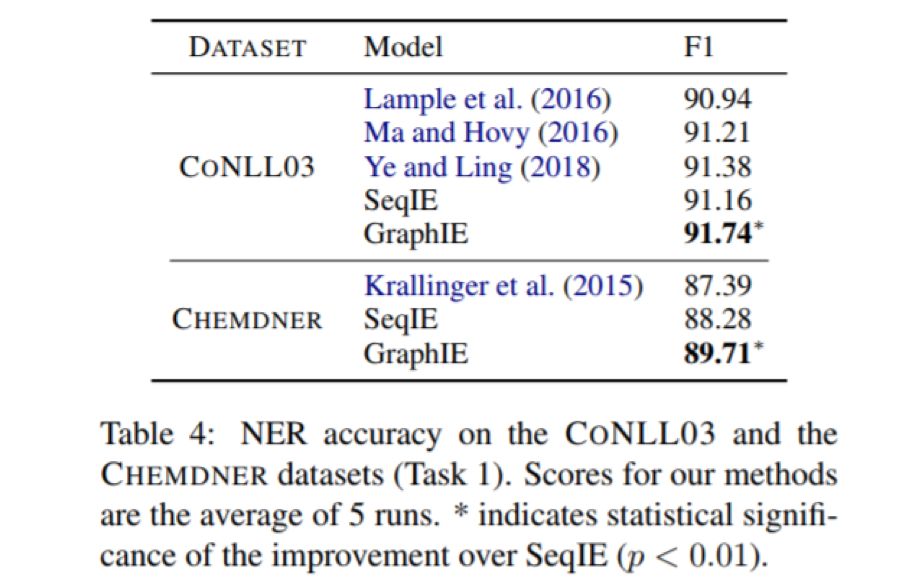 DATASET Model F1
Lample et al. (2016) 90.94
Ma and Hovy (2016) 91.21
CONLL03 Ye and Ling (2018) 91.38
SeqIE 91.16
GraphIE 91.74*
Krallinger et al. (2015) 87.39
CHEMDNER SeqIE 88.28
GraphIE 89.71*
Table 4: NER accuracy on the CONLL03 and the
CHEMDNER datasets (Task 1). Scores for our methods
are the average of 5 runs. * indicates statistical signifi-
cance of the improvement over SeqIE (p < 0.01).